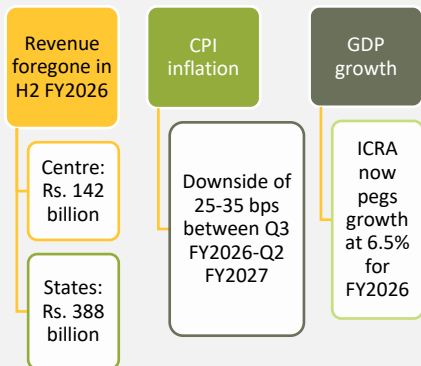 Revenue
foregone in
H2 FY2026
Centre:
Rs. 142
billion
States:
Rs. 388
billion
CPI
inflation
Downside of
25-35 bps
between Q3
FY2026-Q2
FY2027
GDP
growth
ICRA
now
pegs
growth
at 6.5%
for
FY2026